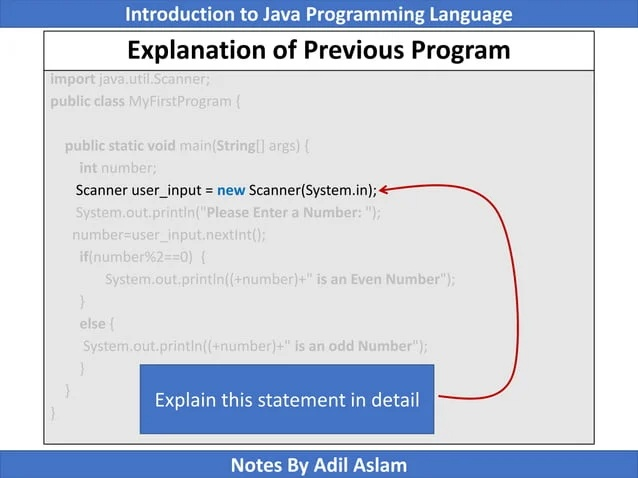 Introduction to Java Programming Language
Explanation of Previous Program
import java.util.Scanner;
public class MyFirstProgram {
public static void main(String[] args) {
int number;
Scanner user_input = new Scanner(System.in);
System.out.println("Please Enter a Number: ");
number=user_input.nextInt();
if(number%2==0) {
System.out.println((+number)+" is an Even Number");
}
else {
System.out.println((+number)+" is an odd Number");
}
}
}
Explain this statement in detail
Notes By Adil Aslam